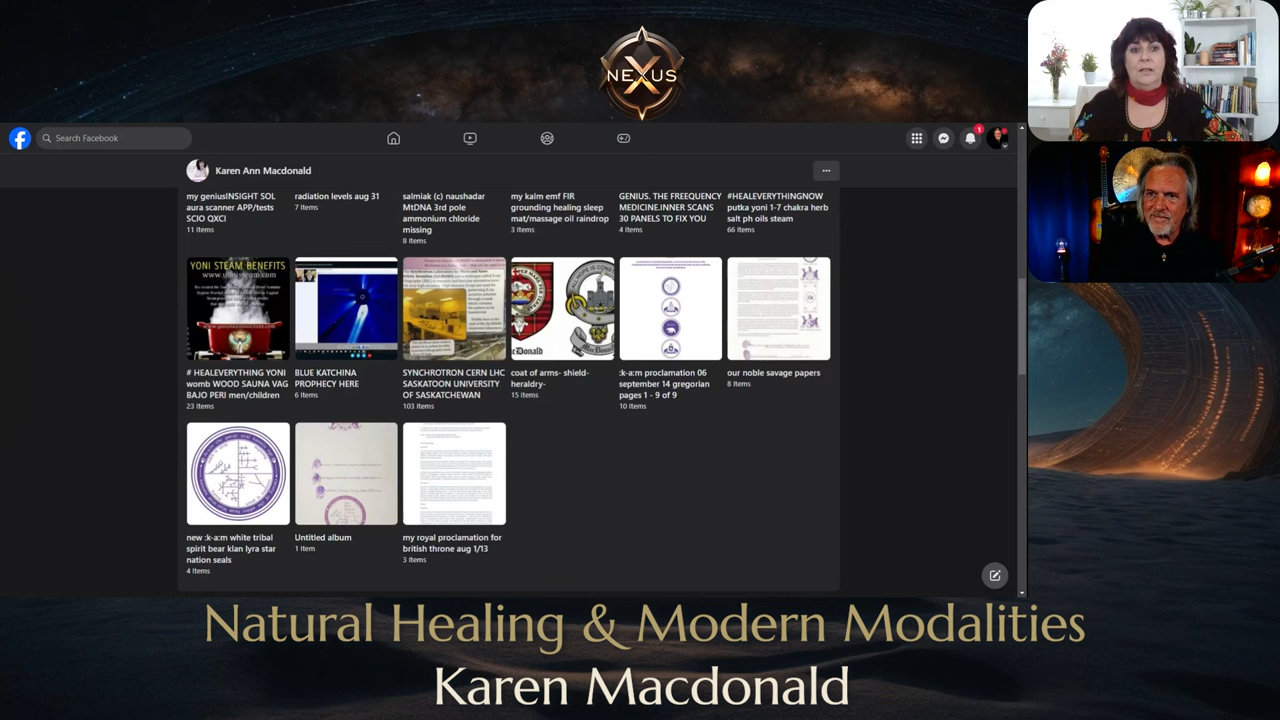 NEXUS
Search Facebook
1
Karen Ann Macdonald
my geniusINSIGHT SOL
aura scanner APP/tests
SCIO QXCI
11 Items
radiation levels aug 31
7 Items
salmiak (c) naushadar
MtDNA 3rd pole
ammonium chloride
missing
8 Items
my kalm emf FIR
grounding healing sleep
mat/massage oil raindrop
3 Items
GENIUS. THE FREEQUENCY
MEDICINE.INNER SCANS
30 PANELS TO FIX YOU
4 Items
#HEALEVERYTHINGNOW
putka yoni 1-7 chakra herb
salt ph oils steam
66 Items
YONI STEAM BENEFITS
www.yonisteam.com
# HEALEVERYTHING YONI
womb WOOD SAUNA VAG
BAJO PERI men/children
23 Items
BLUE KATCHINA
PROPHECY HERE
6 Items
SYNCHROTRON CERN LHC
SASKATOON UNIVERSITY
OF SASKATCHEWAN
103 Items
coat of arms- shield-
heraldry-
15 Items
:k-a:m proclamation 06
september 14 gregorian
pages 1 - 9 of 9
10 Items
our noble savage papers
8 Items
new :k-a:m white tribal
spirit bear klan lyra star
nation seals
4 Items
Untitled album
1 Item
my royal proclamation for
british throne aug 1/13
3 Items
Natural Healing & Modern Modalities
Karen Macdonald